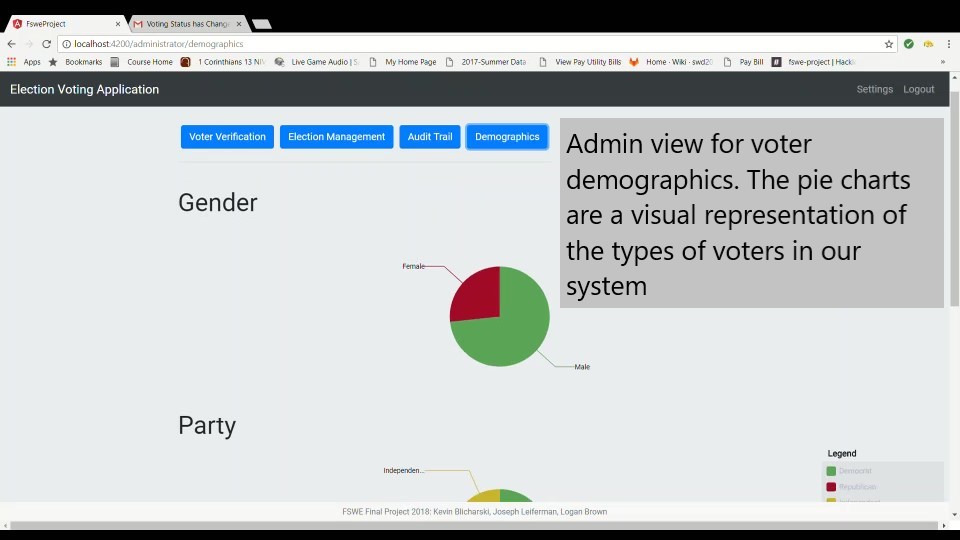 FsweProject
Voting Status has Chang
localhost:4200/administrator/demographics
Apps Bookmarks Course Home 1 Corinthians 13 NIV Live Game Audio | S My Home Page 2017-Summer Data View Pay Utility Bills Home · Wiki · swd20 Pay Bill fswe-project | Hack
Election Voting Application Settings Logout
Voter Verification Election Management Audit Trail Demographics
Admin view for voter
demographics. The pie charts
are a visual representation of
the types of voters in our
system
Gender
Female
Male
Party
Independen...
Legend
Democrat
Republican
FSWE Final Project 2018: Kevin Blicharski, Joseph Leiferman, Logan Brown